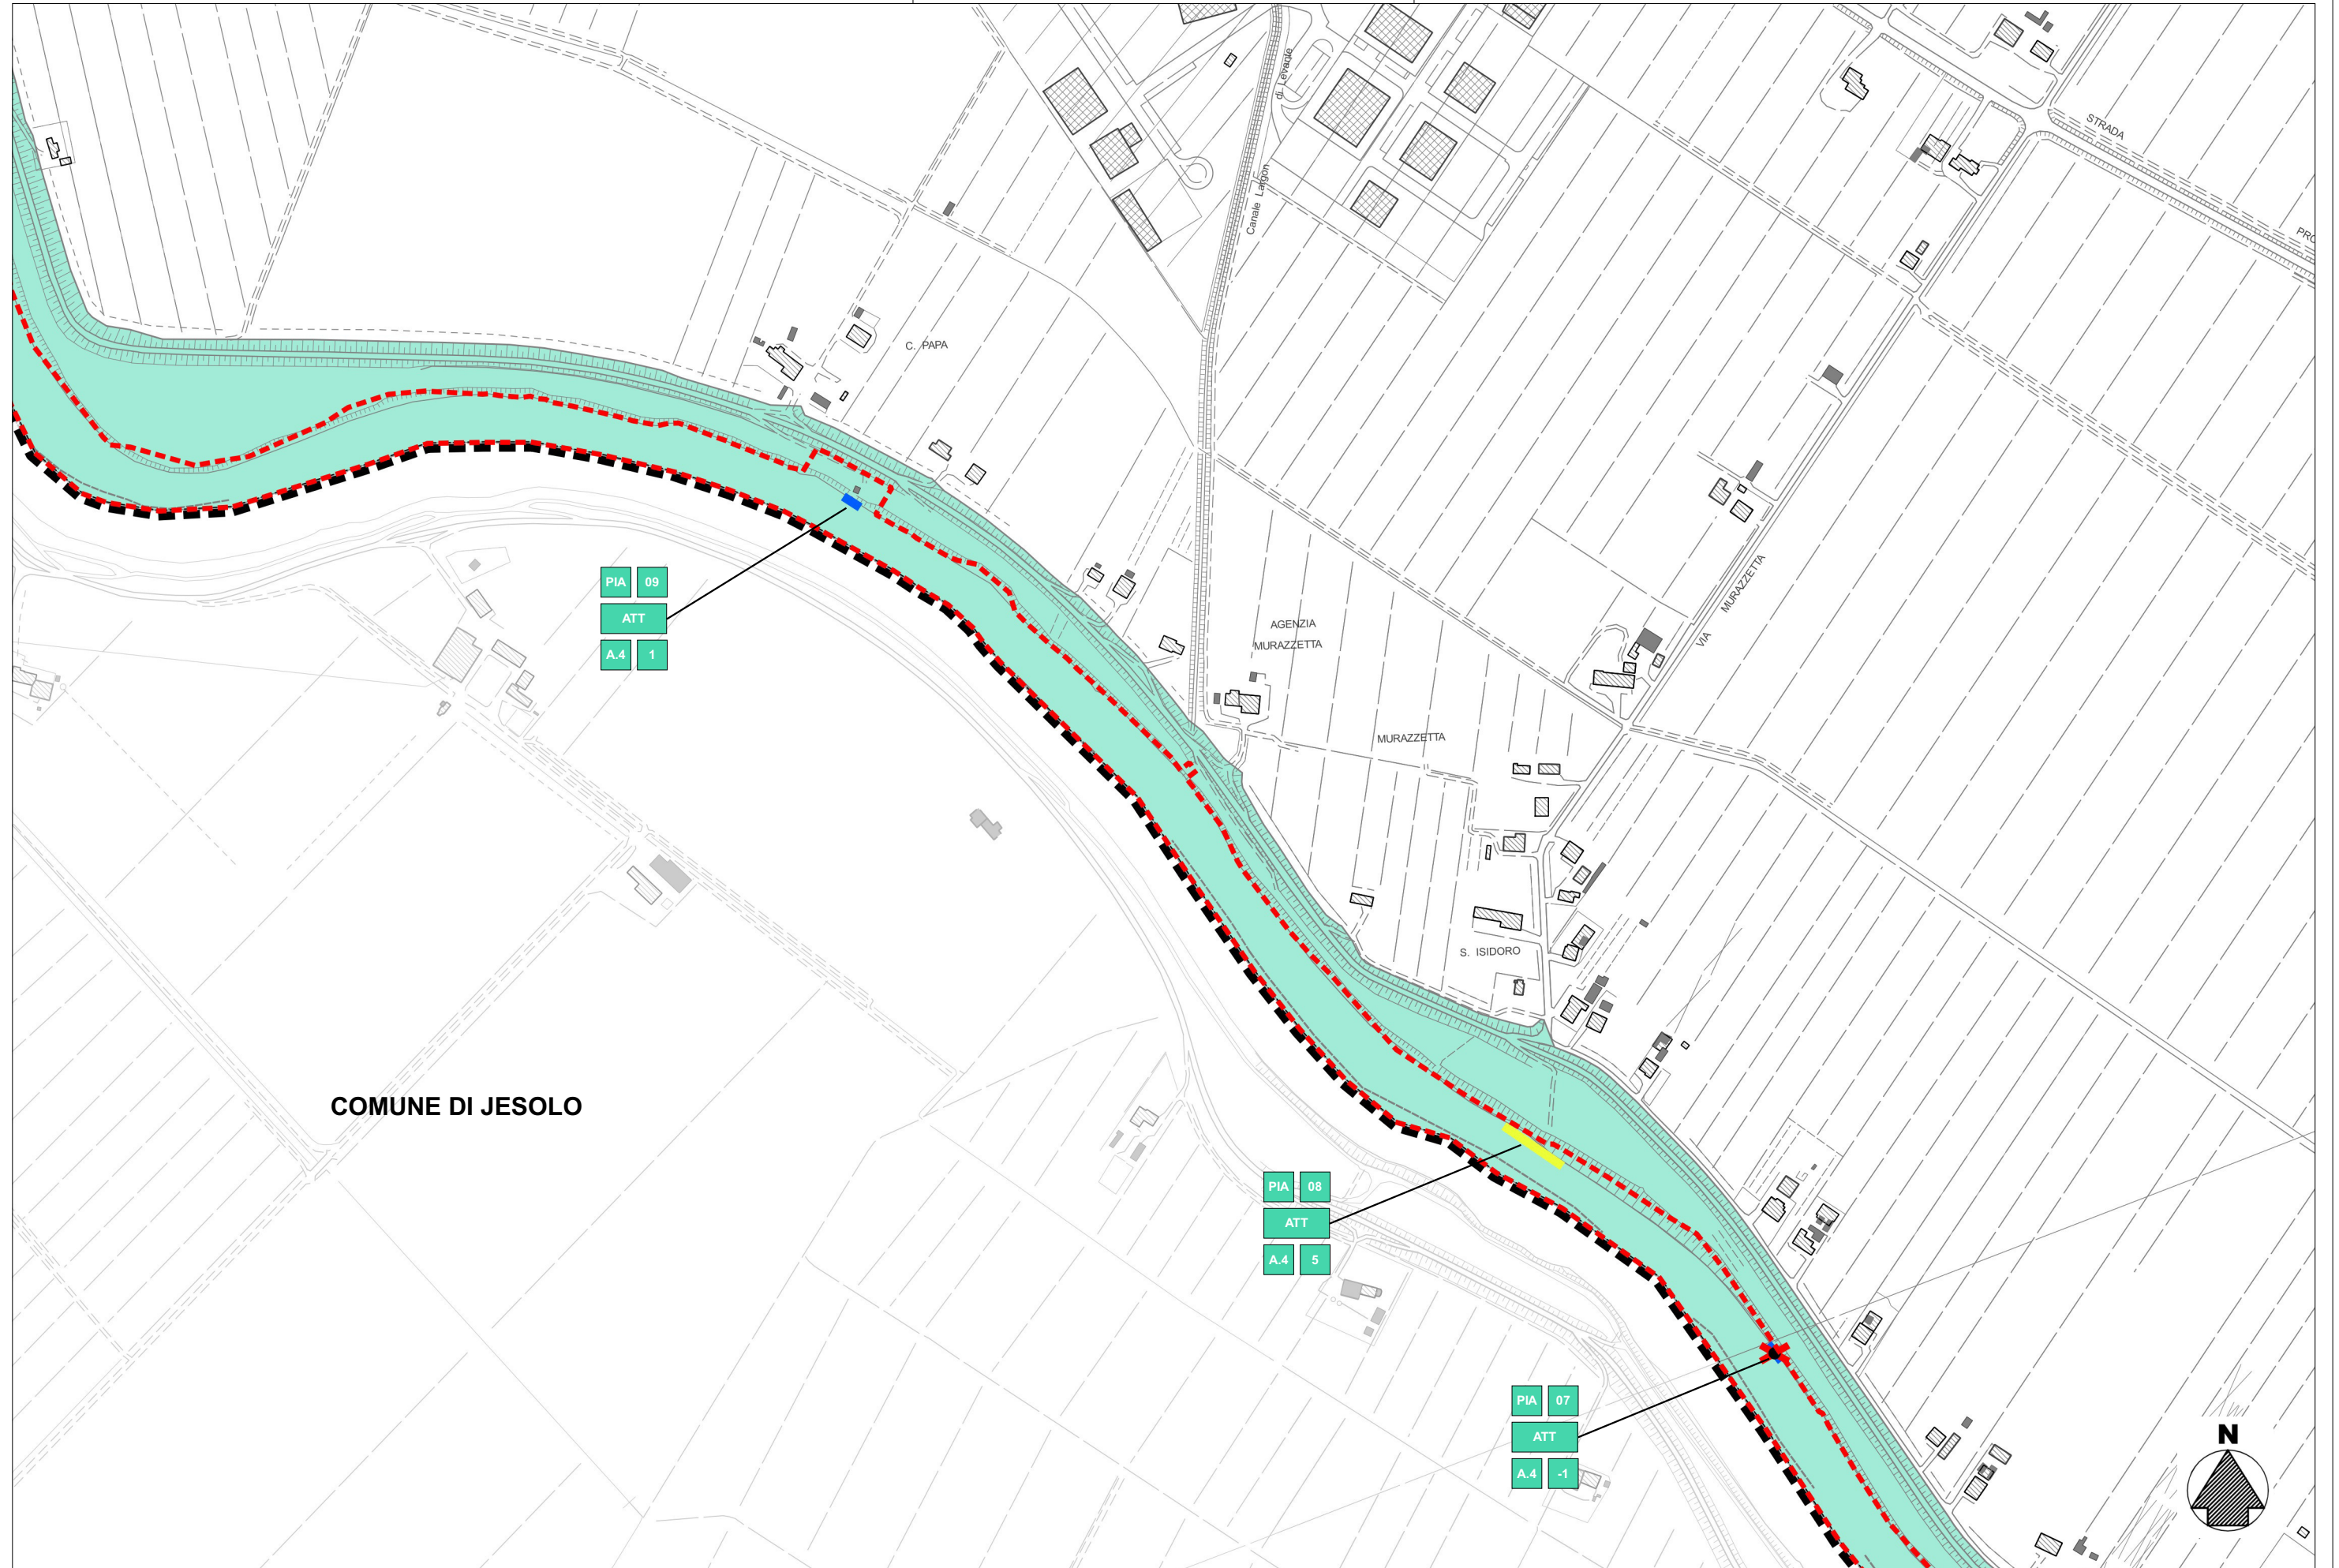 di Levante
Canale Largon
STRADA
PRO
C. PAPA
VIA MURAZZETTA
PIA 09
ATT
A.4 1
AGENZIA
MURAZZETTA
MURAZZETTA
S. ISIDORO
COMUNE DI JESOLO
PIA 08
ATT
A.4 5
PIA 07
ATT
A.4 -1
N